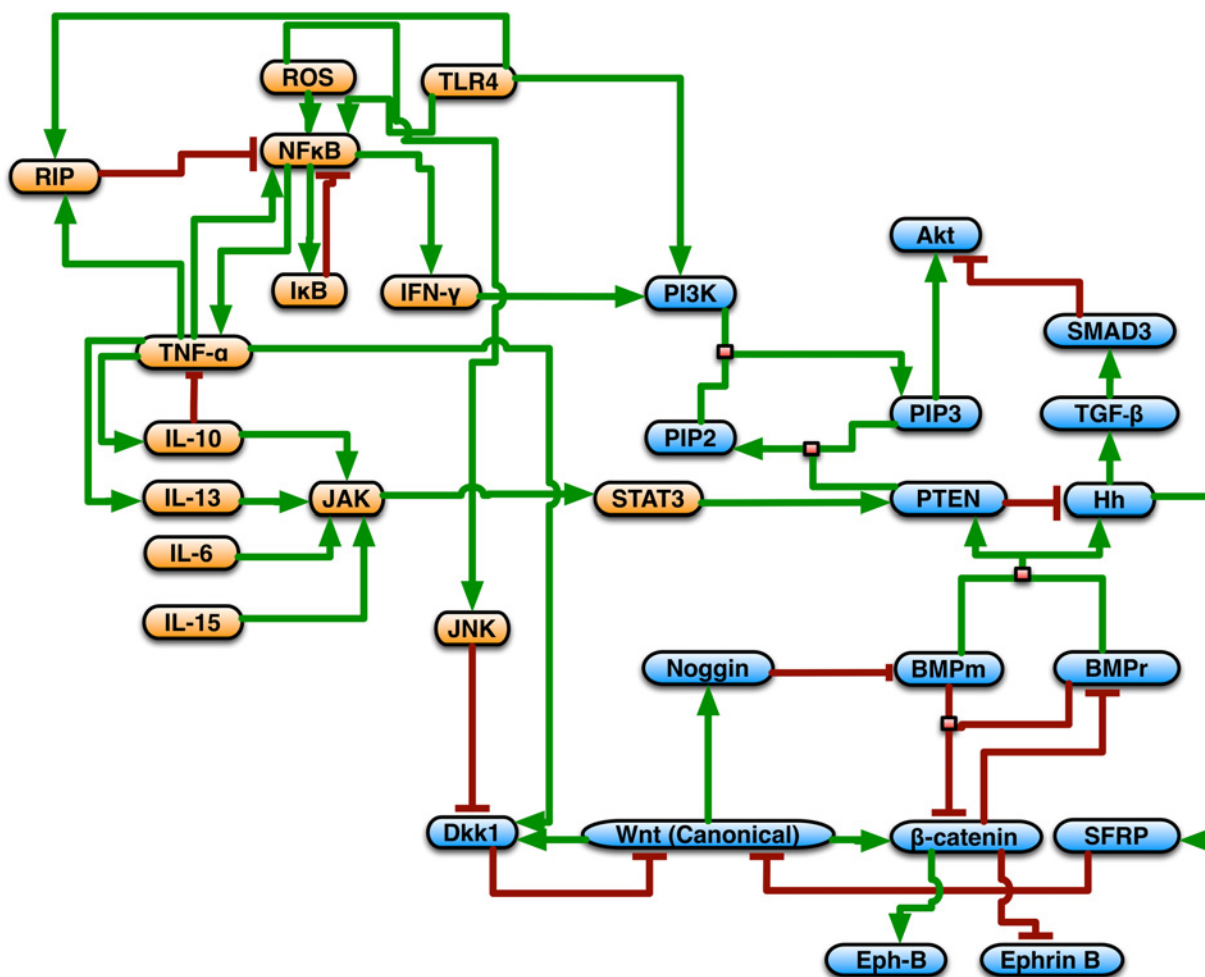 ROS
TLR4
NFκB
RIP
Akt
IκB
IFN-γ
PI3K
SMAD3
TNF-α
PIP3
TGF-β
IL-10
PIP2
IL-13
JAK
STAT3
PTEN
Hh
IL-6
IL-15
JNK
Noggin
BMPm
BMPr
Dkk1
Wnt (Canonical)
β-catenin
SFRP
Eph-B
Ephrin B